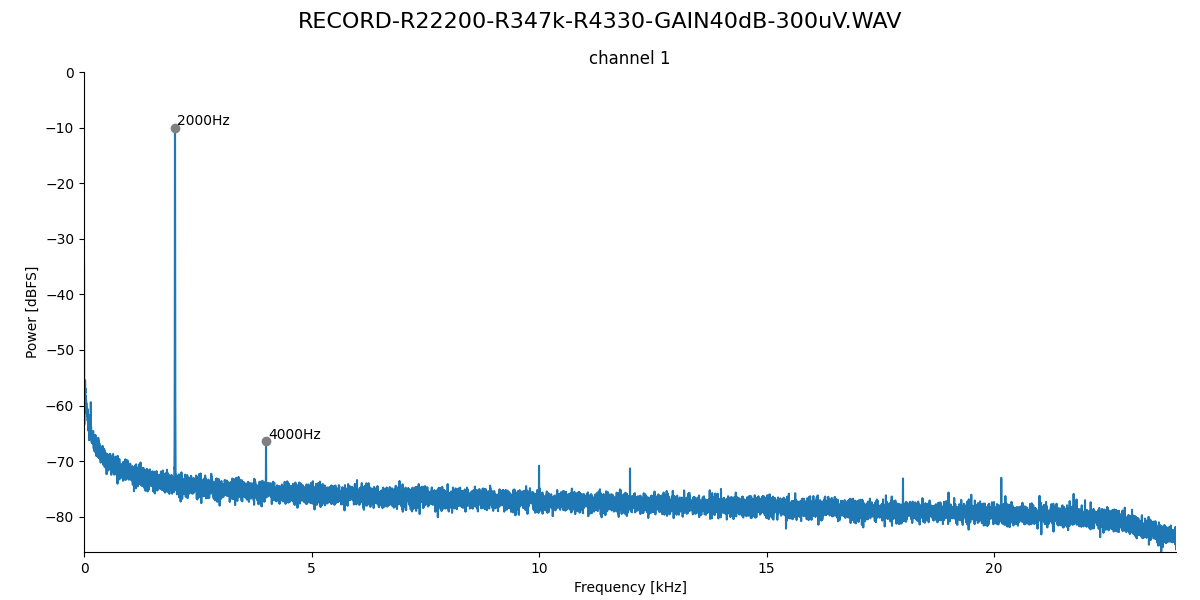 RECORD-R22200-R347k-R4330-GAIN40dB-300uV.WAV
channel 1
0
−10
−20
−30
−40
−50
−60
−70
−80
Power [dBFS]
2000Hz
4000Hz
0 5 10 15 20
Frequency [kHz]